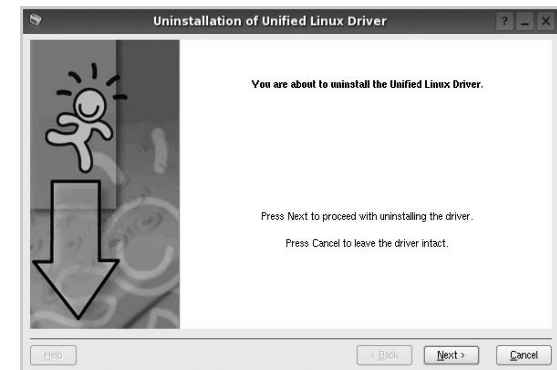 Uninstallation of Unified Linux Driver
You are about to uninstall the Unified Linux Driver.
Press Next to proceed with uninstalling the driver.
Press Cancel to leave the driver intact.
Help
< Back
Next >
Cancel